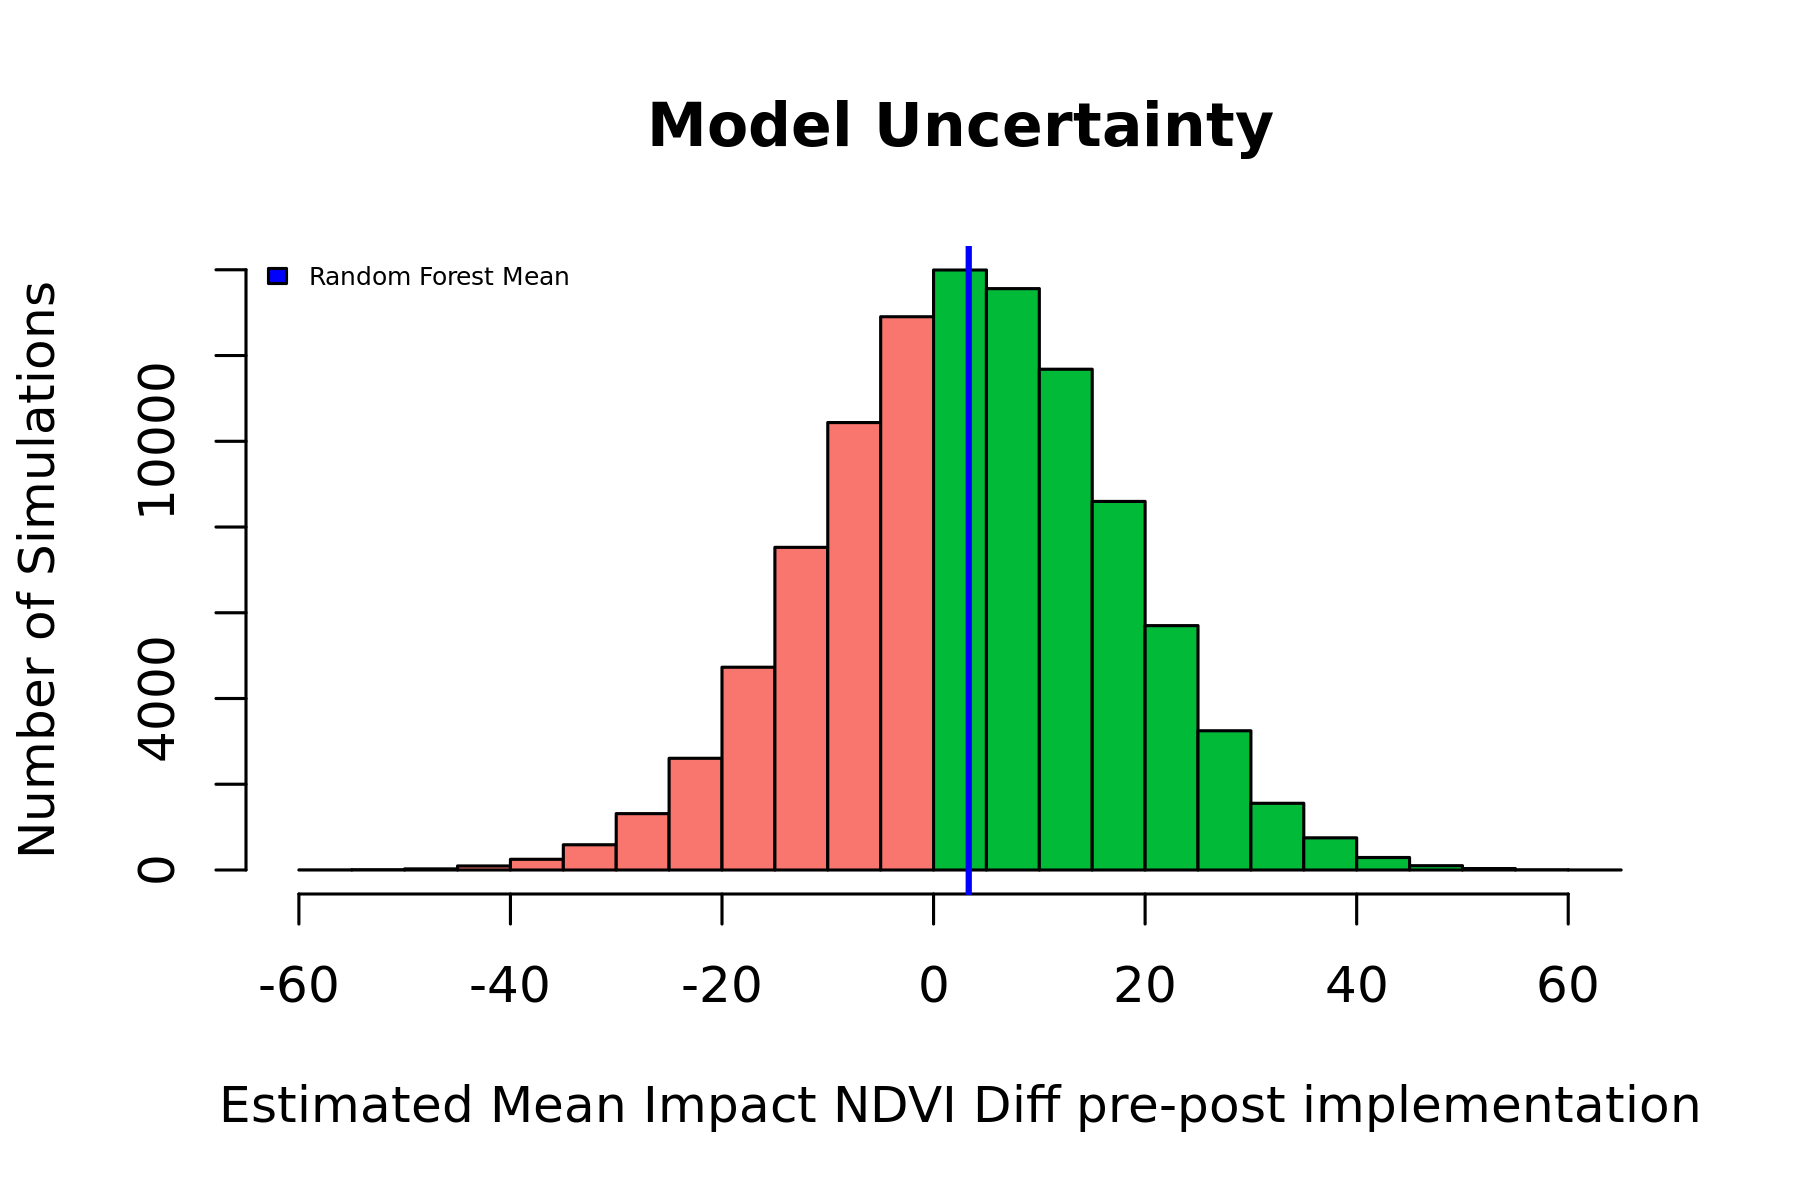 Model Uncertainty
Random Forest Mean
Number of Simulations
10000
4000
0
-60 -40 -20 0 20 40 60
Estimated Mean Impact NDVI Diff pre-post implementation